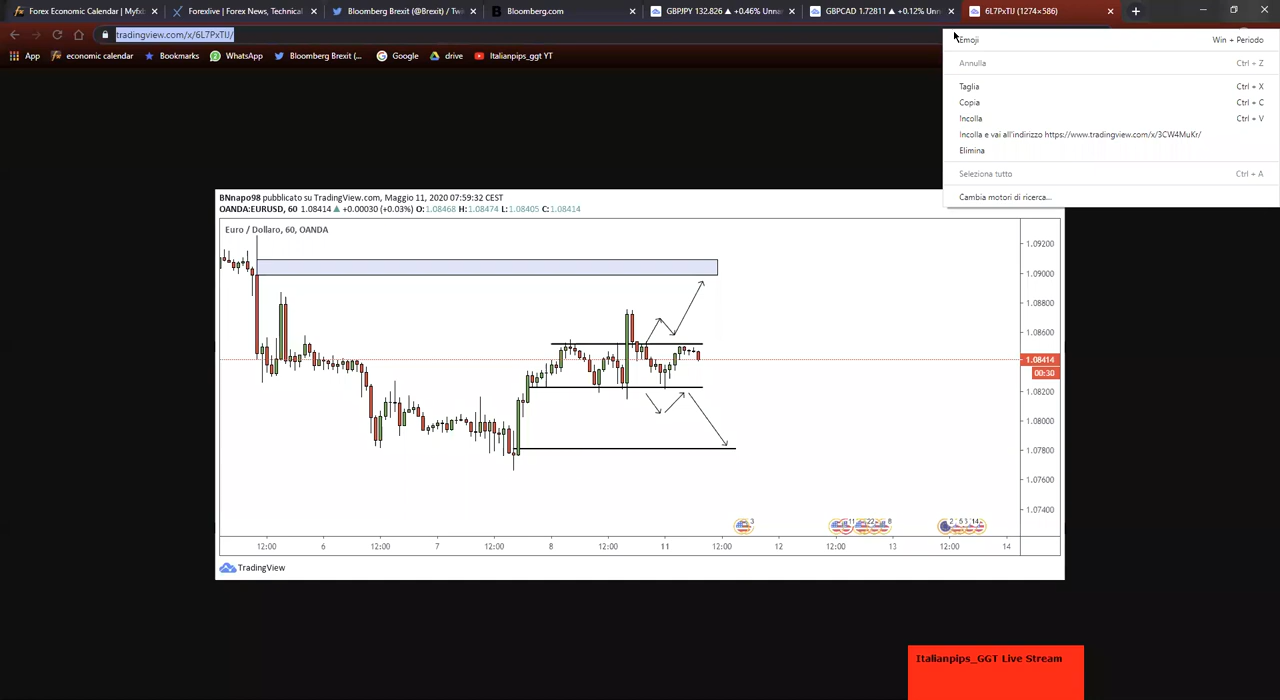 Forex Economic Calendar | Myfx
Forexlive | Forex News, Technical
Bloomberg Brexit (@Brexit) / Twi
Bloomberg.com
GBPJPY 132.826 ▲ +0.46% Unn
GBPCAD 1.72811 ▲ +0.12% Unn
6L7PxTIJ (1274×586)
tradingview.com/x/6L7PxTIJ/
App
economic calendar
Bookmarks
WhatsApp
Bloomberg Brexit (...
Google
drive
Italianpips_ggt YT
Emoji Win + Periodo
Annulla Ctrl + Z
Taglia Ctrl + X
Copia Ctrl + C
Incolla Ctrl + V
Incolla e vai all'indirizzo https://www.tradingview.com/x/3CW4MuKr/
Elimina
Seleziona tutto Ctrl + A
Cambia motori di ricerca...
BNnapo98 pubblicato su TradingView.com, Maggio 11, 2020 07:59:32 CEST
OANDA:EURUSD, 60 1.08414 ▲ +0.00030 (+0.03%) O:1.08468 H:1.08474 L:1.08405 C:1.08414
Euro / Dollaro, 60, OANDA
1.09200
1.09000
1.08800
1.08600
1.08414
00:30
1.08200
1.08000
1.07800
1.07600
1.07400
12:00 6 12:00 7 12:00 8 12:00 11 12:00 12 12:00 13 12:00 14
TradingView
Italianpips_GGT Live Stream